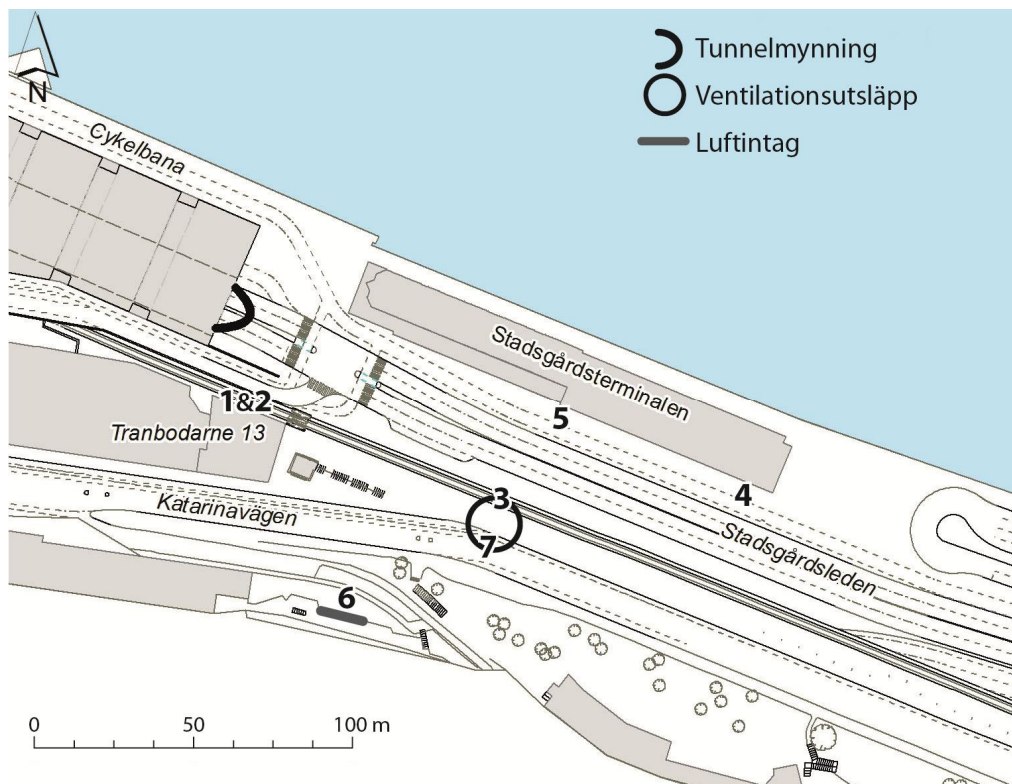 Tunnelmynning
Ventilationsutsläpp
Luftintag
N
Cykelbana
Stadsgårdsterminalen
1&2
5
Tranbodarne 13
4
3
Katarinavägen
7
Stadsgårdsleden
6
0 50 100 m